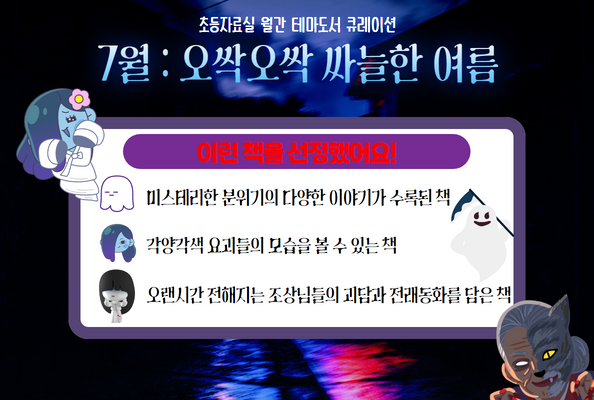 초등자료실 월간 테마도서 큐레이션
7월 : 오싹오싹 싸늘한 여름
이런 책을 선정했어요!
미스테리한 분위기의 다양한 이야기가 수록된 책
각양각색 요괴들의 모습을 볼 수 있는 책
오랜시간 전해지는 조상님들의 괴담과 전래동화를 담은 책